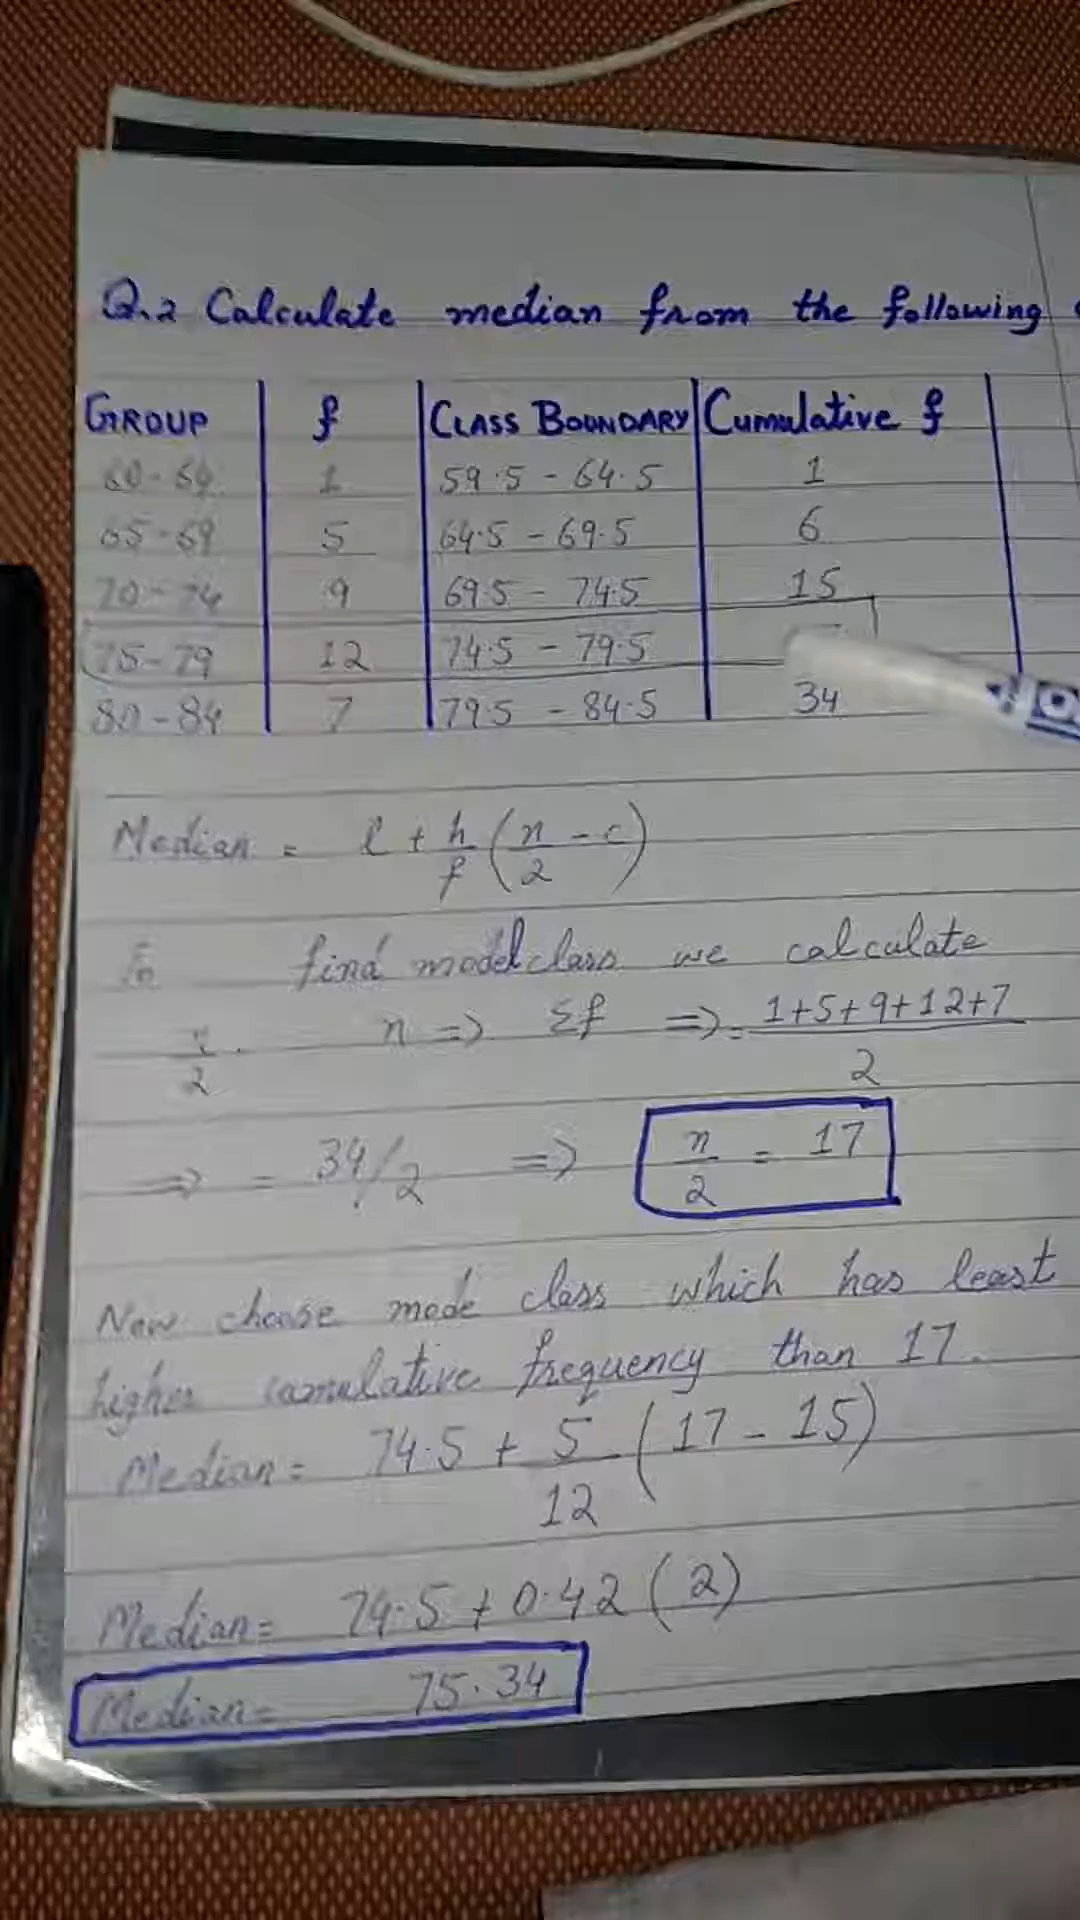 Q.2 Calculate median from the following
GROUP f CLASS BOUNDARY Cumulative f
60-64 1 59.5 - 64.5 1
65-69 5 64.5 - 69.5 6
70-74 9 69.5 - 74.5 15
75-79 12 74.5 - 79.5
80-84 7 79.5 - 84.5 34
Median = l + h/f (n/2 - c)
To find model class we calculate
n/2 . n => Σf => = 1+5+9+12+7 / 2
=> = 34/2 => n/2 = 17
Now choose mode class which has least
higher camulative frequency than 17.
Median = 74.5 + 5/12 (17 - 15)
Median = 74.5 + 0.42 (2)
Median = 75.34